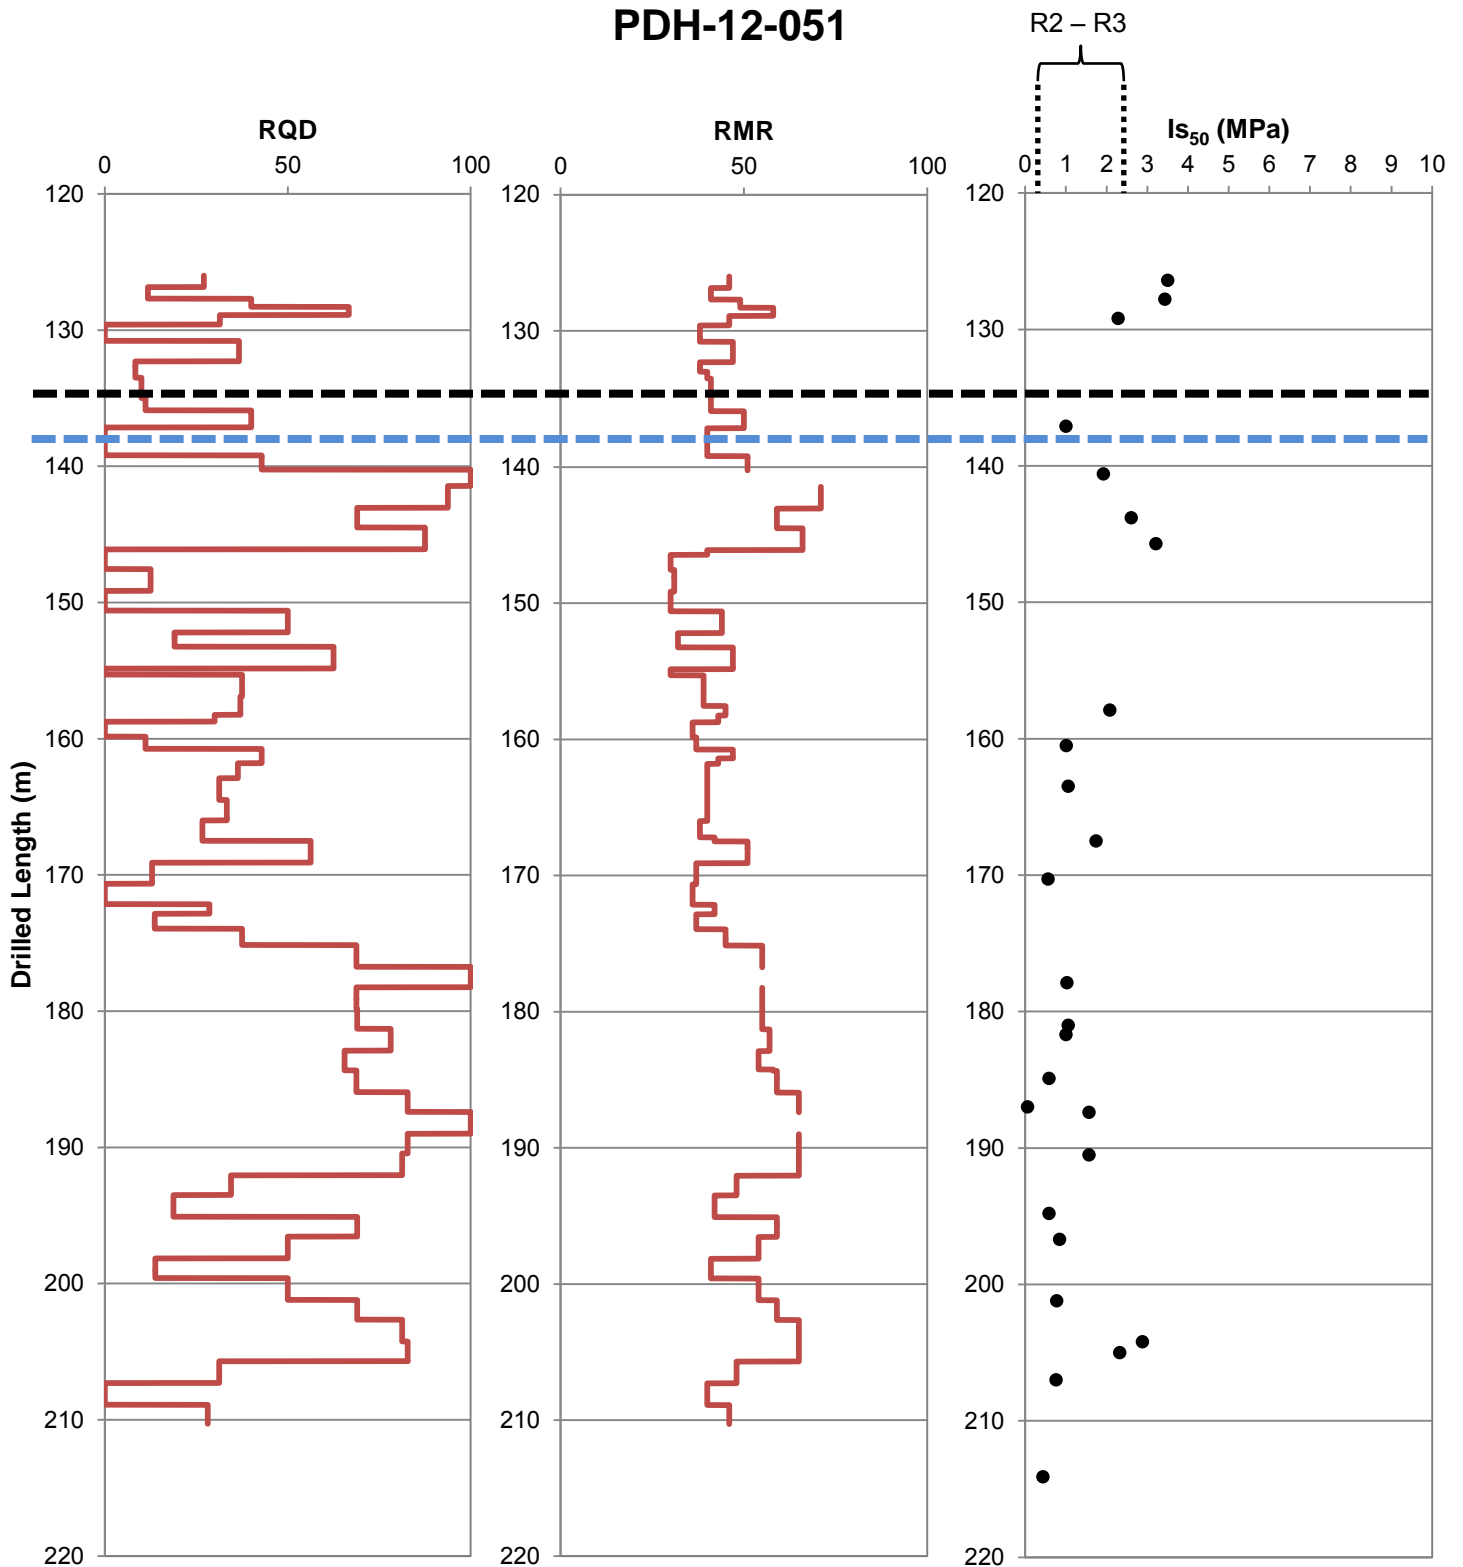 PDH-12-051
R2 – R3
RQD
RMR
Is50 (MPa)
0 50 100
0 50 100
0 1 2 3 4 5 6 7 8 9 10
120 120 120
130 130 130
140 140 140
150 150 150
160 160 160
Drilled Length (m)
170 170 170
180 180 180
190 190 190
200 200 200
210 210 210
220 220 220